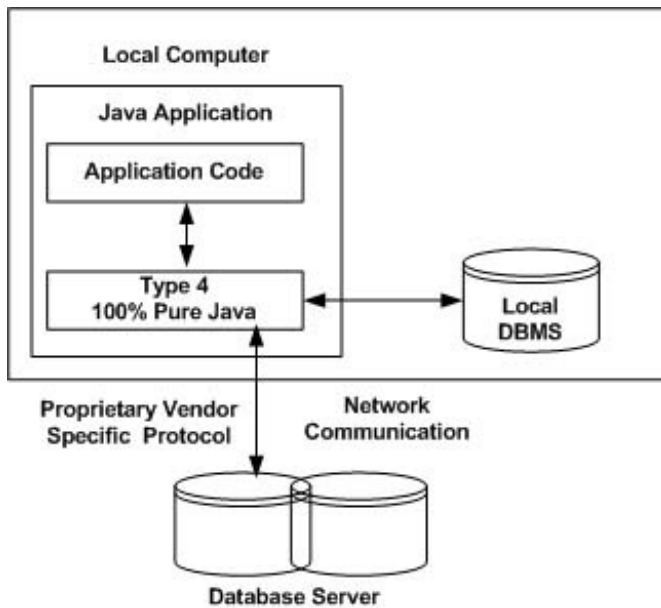 Local Computer
Java Application
Application Code
Type 4
100% Pure Java
Local
DBMS
Proprietary Vendor
Specific Protocol
Network
Communication
Database Server